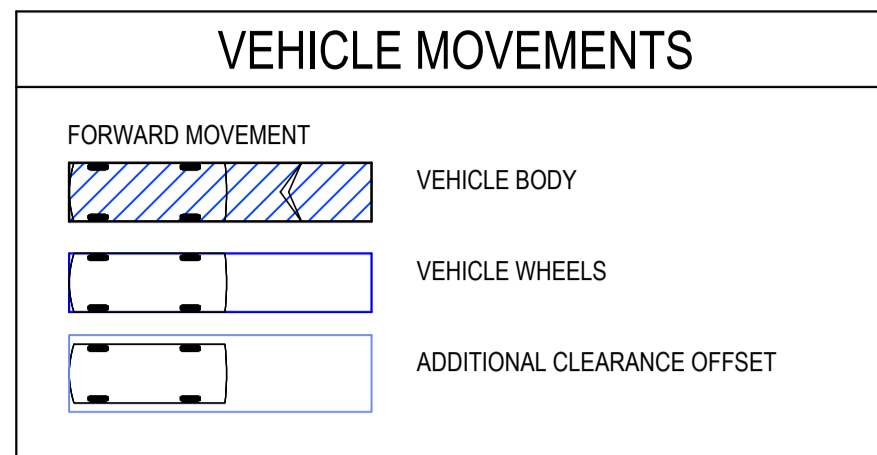 VEHICLE MOVEMENTS
FORWARD MOVEMENT
VEHICLE BODY
VEHICLE WHEELS
ADDITIONAL CLEARANCE OFFSET